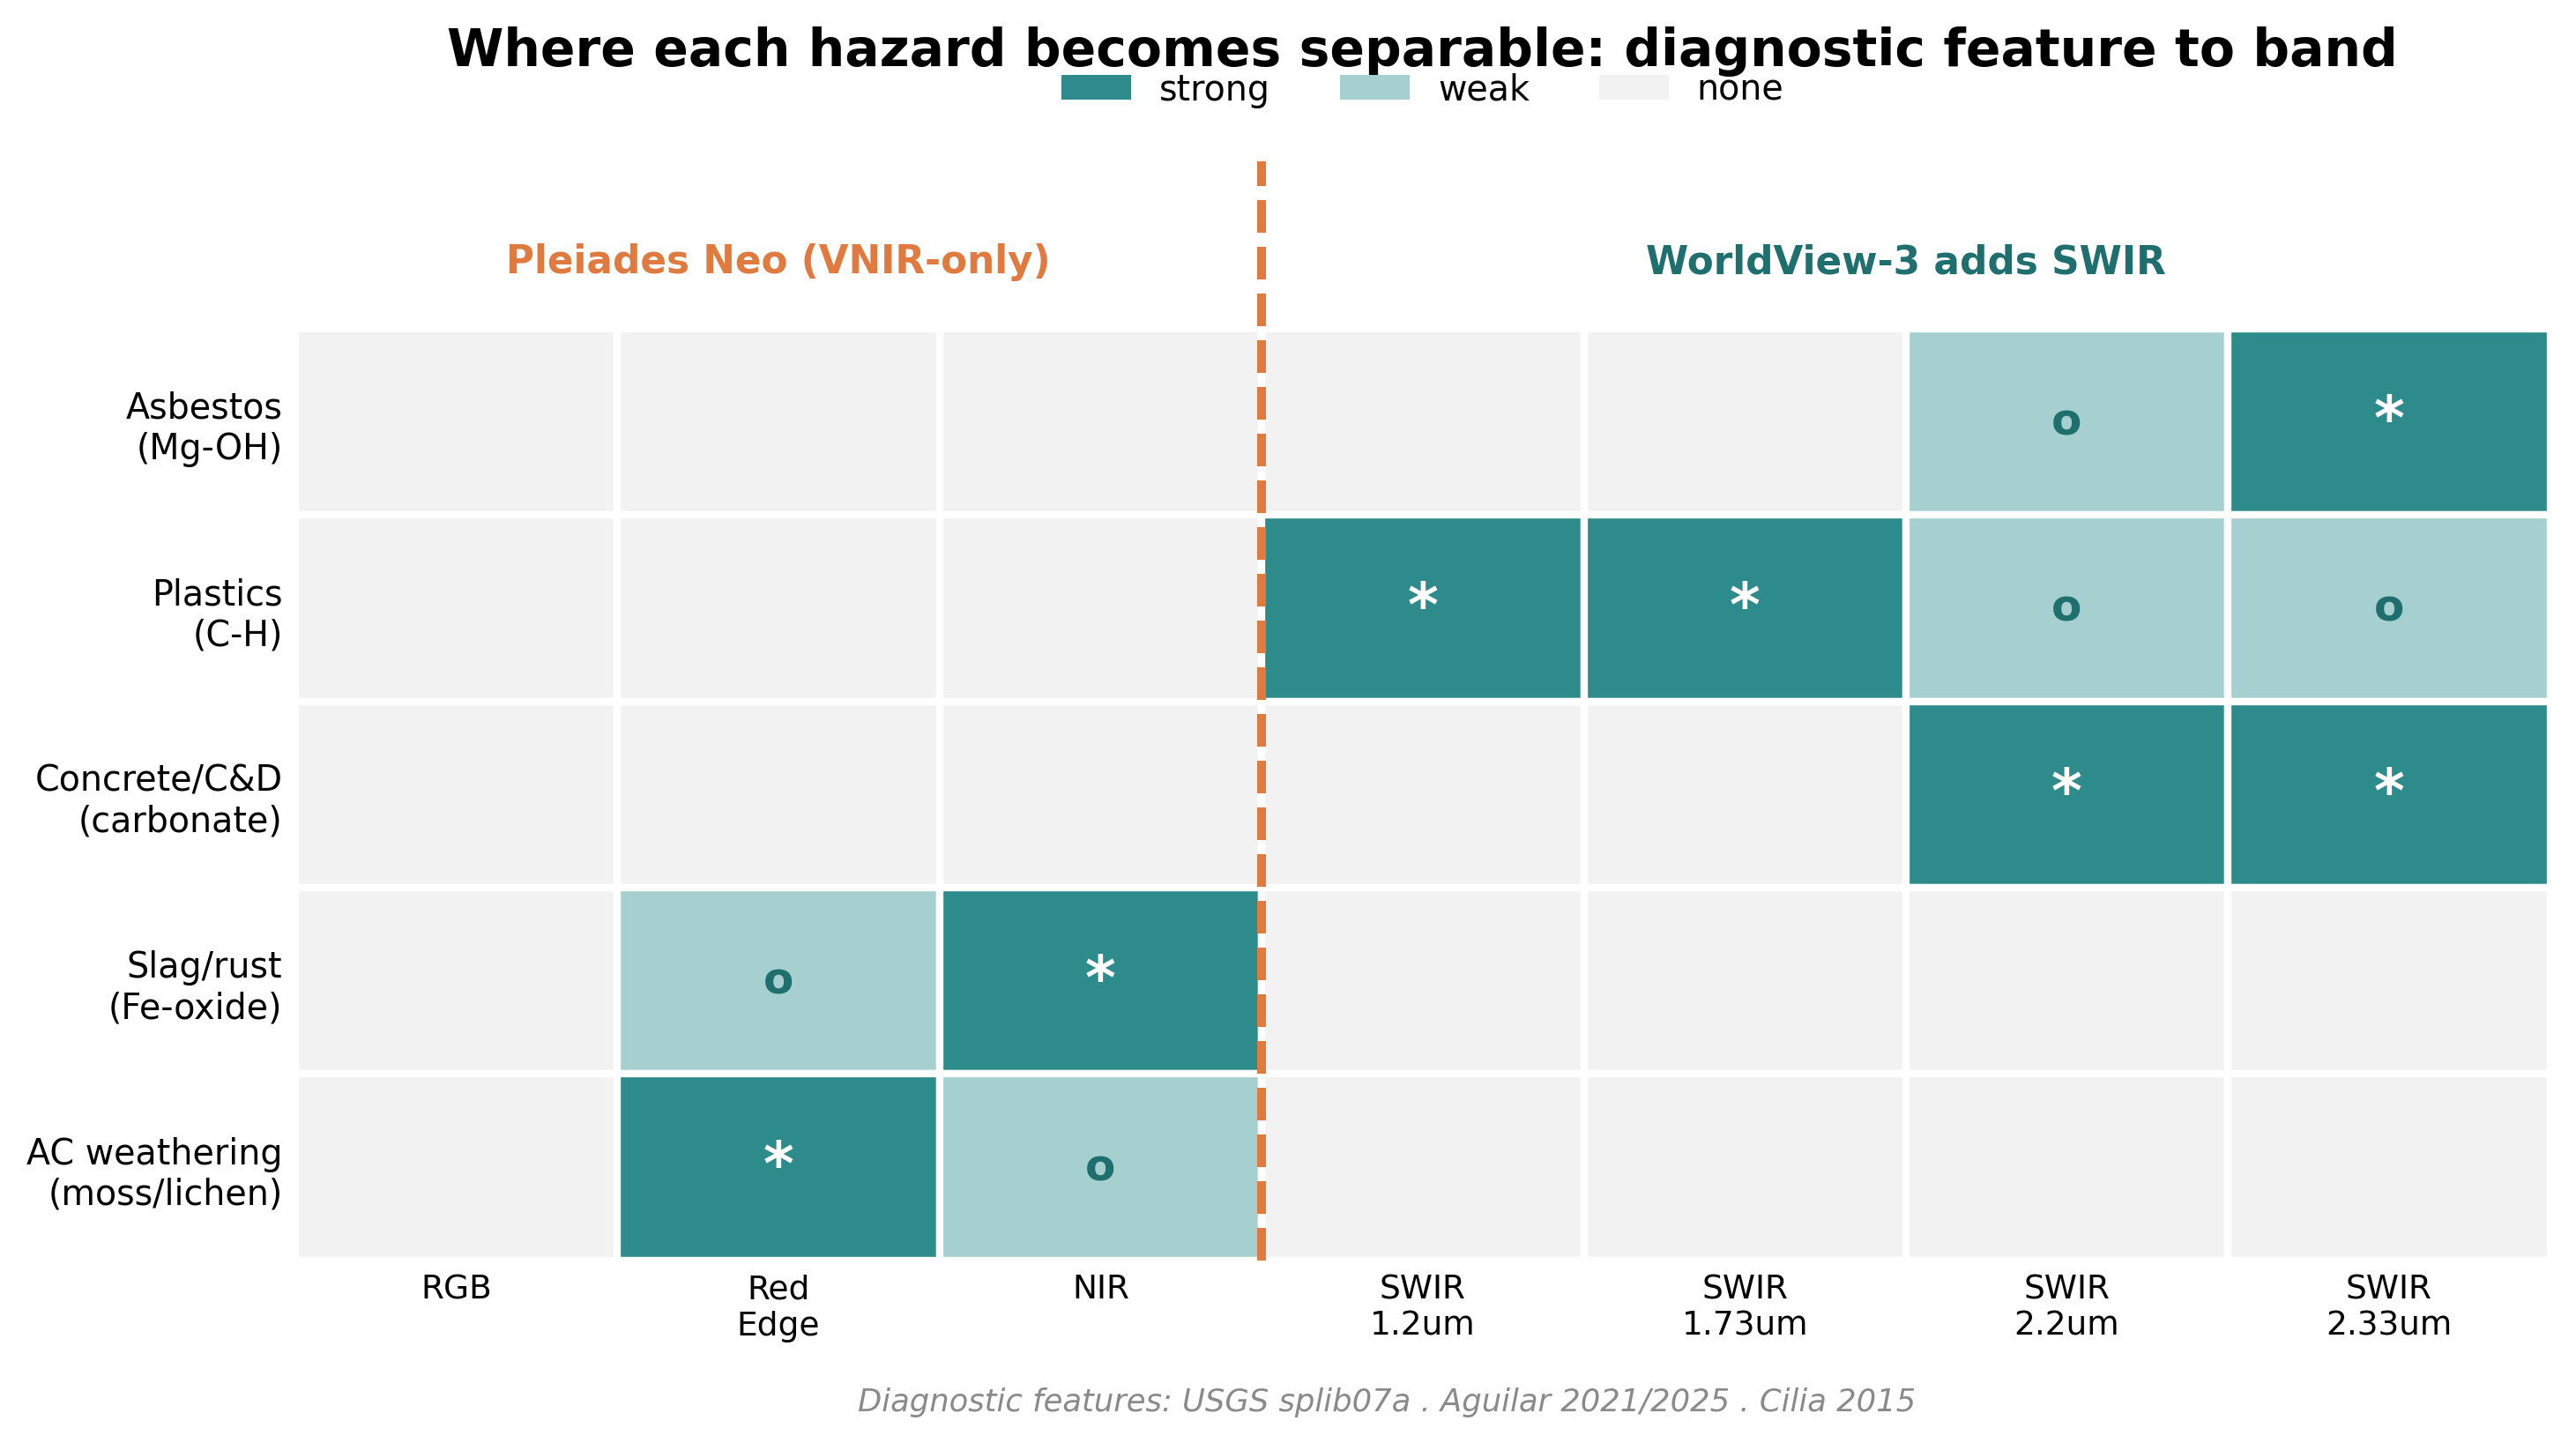 Where each hazard becomes separable: diagnostic feature to band
strong weak none
Pleiades Neo (VNIR-only) WorldView-3 adds SWIR
Asbestos
(Mg-OH)
o *
Plastics
(C-H)
* * o o
Concrete/C&D
(carbonate)
* *
Slag/rust
(Fe-oxide)
o *
AC weathering
(moss/lichen)
* o
RGB
Red
Edge
NIR
SWIR
1.2um
SWIR
1.73um
SWIR
2.2um
SWIR
2.33um
Diagnostic features: USGS splib07a . Aguilar 2021/2025 . Cilia 2015